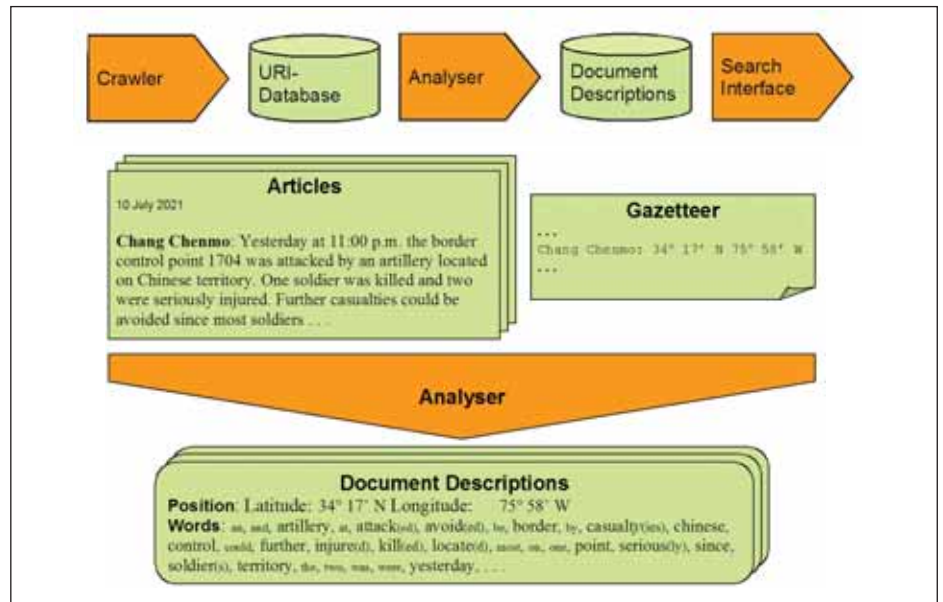 Crawler
URI-
Database
Analyser
Document
Descriptions
Search
Interface
Articles
10 July 2021
Chang Chenmo: Yesterday at 11:00 p.m. the border
control point 1704 was attacked by an artillery located
on Chinese territory. One soldier was killed and two
were seriously injured. Further casualties could be
avoided since most soldiers . . .
Gazetteer
...
Chang Chenmo: 34° 17' N 75° 58' W
...
Analyser
Document Descriptions
Position: Latitude: 34° 17' N Longitude: 75° 58' W
Words: an, and, artillery, at, attack(ed), avoid(ed), be, border, by, casualty(ies), chinese,
control, could, further, injure(d), kill(ed), locate(d), most, on, one, point, serious(ly), since,
soldier(s), territory, the, two, was, were, yesterday, . . . .